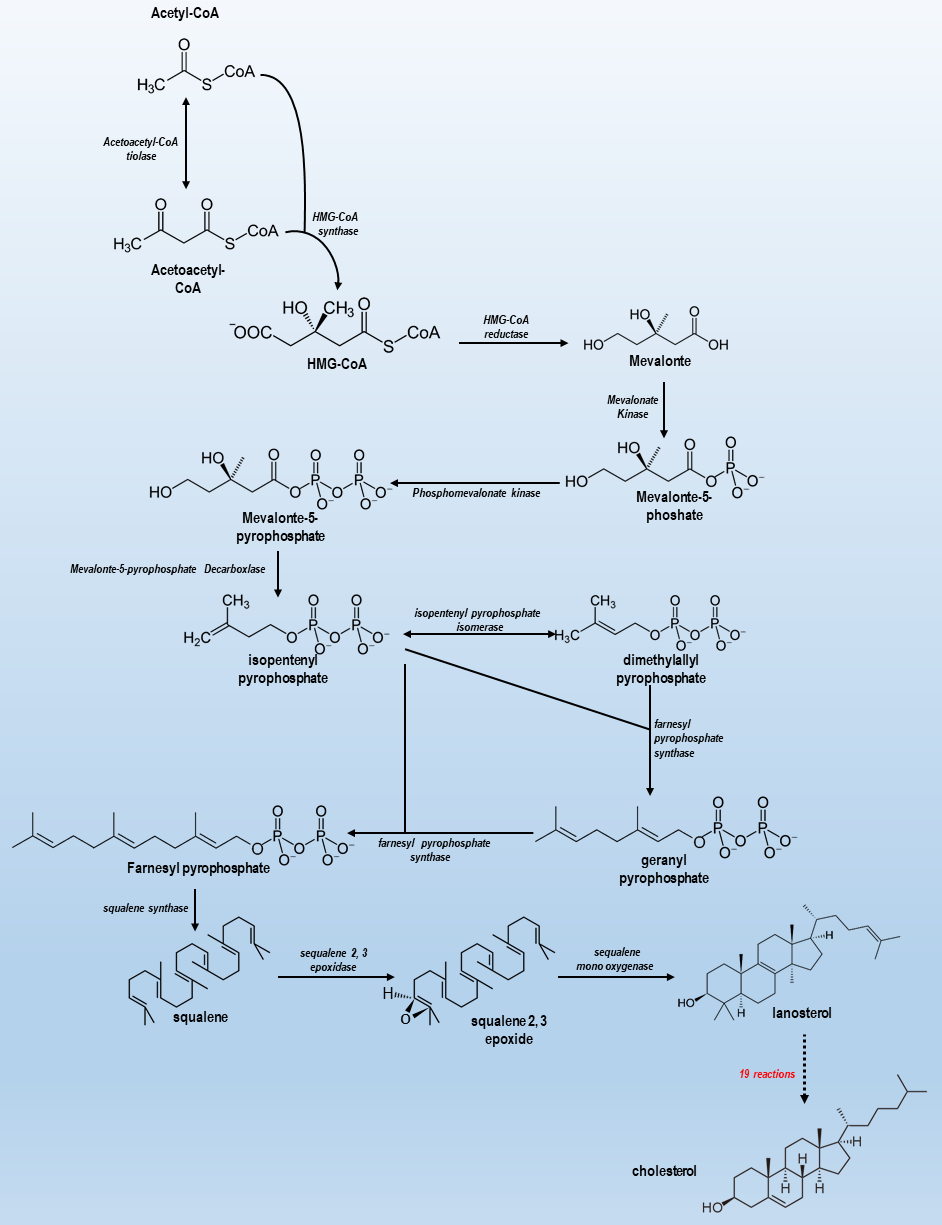 Acetyl-CoA
O
H₃C
S
CoA
Acetoacetyl-CoA
tiolase
O
O
H₃C
S
CoA
HMG-CoA
synthase
Acetoacetyl-
CoA
HO
CH₃
O
⁻OOC
S
CoA
HMG-CoA
HMG-CoA
reductase
HO
O
HO
OH
Mevalonte
Mevalonate
Kinase
HO
O
O
HO
O
P
O⁻
O⁻
Mevalonte-5-
phoshate
Phosphomevalonate kinase
HO
O
O
O
HO
O
P
O
P
O⁻
O⁻
O⁻
Mevalonte-5-
pyrophosphate
Mevalonte-5-pyrophosphate Decarboxlase
CH₃
O
O
H₂C
O
P
O
P
O⁻
O⁻
O⁻
isopentenyl
pyrophosphate
isopentenyl pyrophosphate
isomerase
CH₃
O
O
H₃C
O
P
O
P
O⁻
O⁻
O⁻
dimethylallyl
pyrophosphate
farnesyl
pyrophosphate
synthase
O
O
O
P
O
P
O⁻
O⁻
O⁻
Farnesyl pyrophosphate
farnesyl pyrophosphate
synthase
O
O
O
P
O
P
O⁻
O⁻
O⁻
geranyl
pyrophosphate
squalene synthase
squalene
sequalene 2, 3
epoxidase
H
O
squalene 2, 3
epoxide
sequalene
mono oxygenase
H
HO
H
lanosterol
19 reactions
cholesterol
H
H
H
H
HO